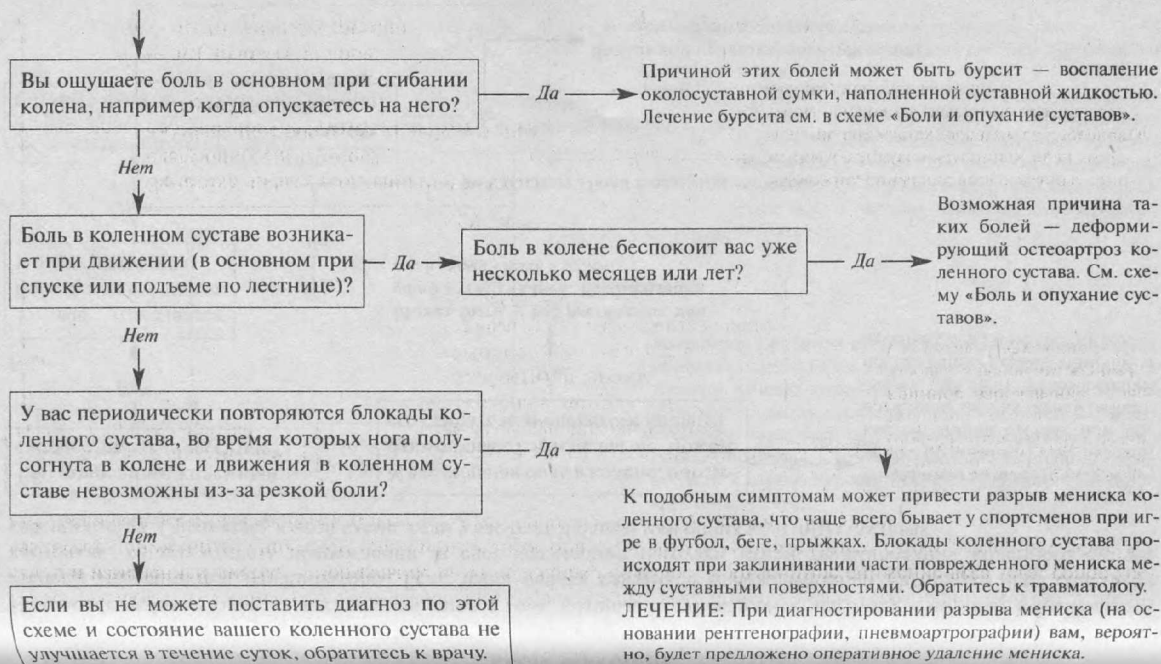 Вы ощущаете боль в основном при сгибании
колена, например когда опускаетесь на него?
Да
Причиной этих болей может быть бурсит — воспаление
околосуставной сумки, наполненной суставной жидкостью.
Лечение бурсита см. в схеме «Боли и опухание суставов».
Нет
Боль в коленном суставе возника-
ет при движении (в основном при
спуске или подъеме по лестнице)?
Да
Боль в колене беспокоит вас уже
несколько месяцев или лет?
Да
Возможная причина та-
ких болей — деформи-
рующий остеоартроз ко-
ленного сустава. См. схе-
му «Боль и опухание сус-
тавов».
Нет
У вас периодически повторяются блокады ко-
ленного сустава, во время которых нога полу-
согнута в колене и движения в коленном су-
ставе невозможны из-за резкой боли?
Да
К подобным симптомам может привести разрыв мениска ко-
ленного сустава, что чаще всего бывает у спортсменов при иг-
ре в футбол, беге, прыжках. Блокады коленного сустава про-
исходят при заклинивании части поврежденного мениска ме-
жду суставными поверхностями. Обратитесь к травматологу.
ЛЕЧЕНИЕ: При диагностировании разрыва мениска (на ос-
новании рентгенографии, пневмоартрографии) вам, вероят-
но, будет предложено оперативное удаление мениска.
Нет
Если вы не можете поставить диагноз по этой
схеме и состояние вашего коленного сустава не
улучшается в течение суток, обратитесь к врачу.